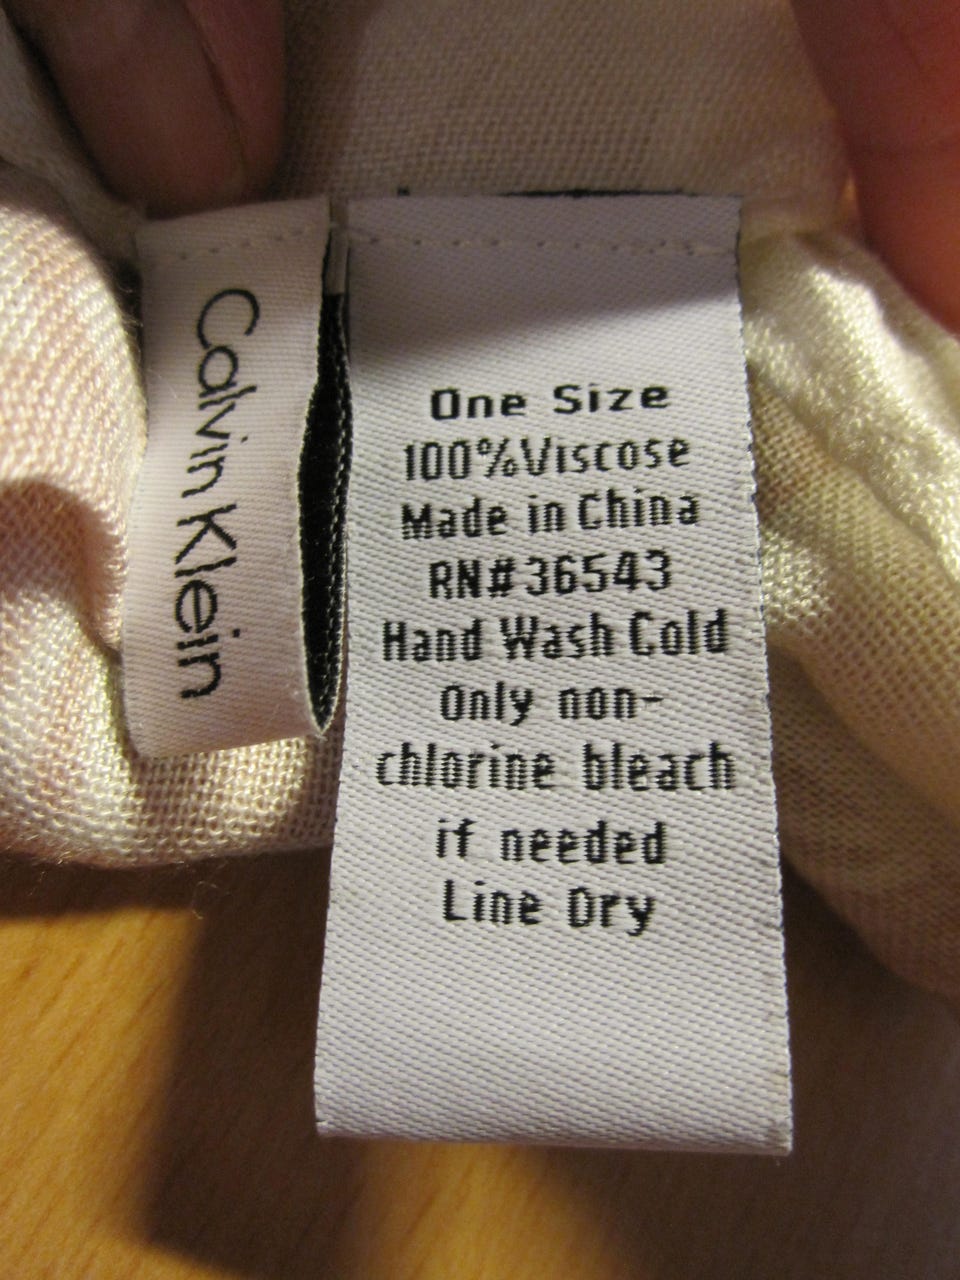 Calvin Klein
One Size
100%Viscose
Made in China
RN#36543
Hand Wash Cold
Only non-
chlorine bleach
if needed
Line Dry